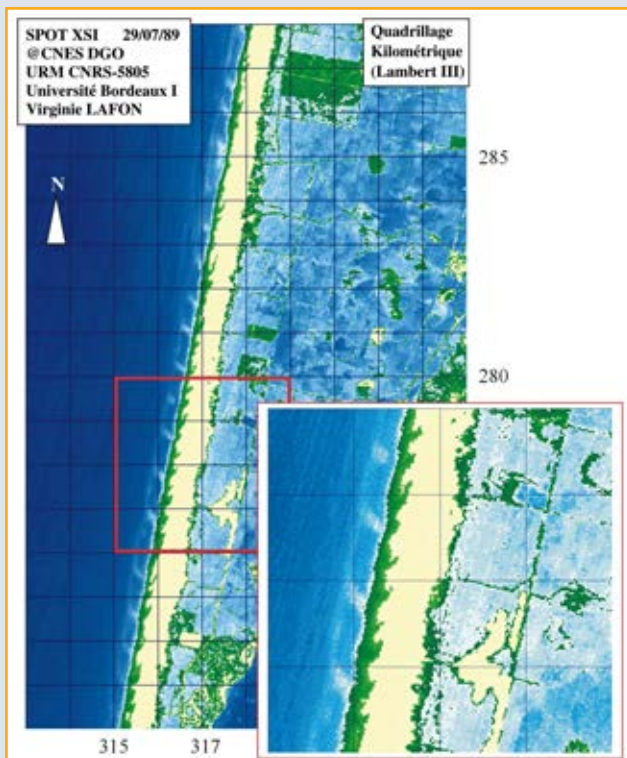 SPOT XSI 29/07/89
@CNES DGO
URM CNRS-5805
Université Bordeaux I
Virginie LAFON
Quadrillage
Kilométrique
(Lambert III)
N
285
280
315 317